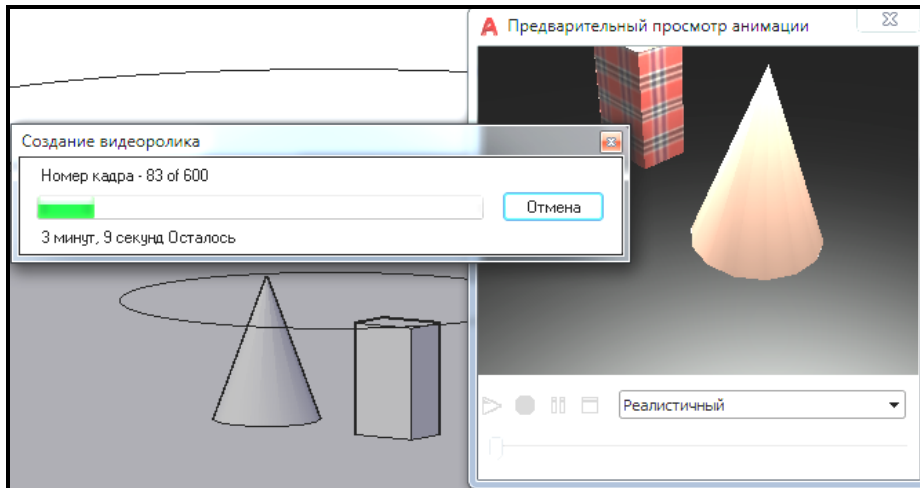 Предварительный просмотр анимации
Создание видеоролика
Номер кадра - 83 of 600
Отмена
3 минут, 9 секунд Осталось
Реалистичный